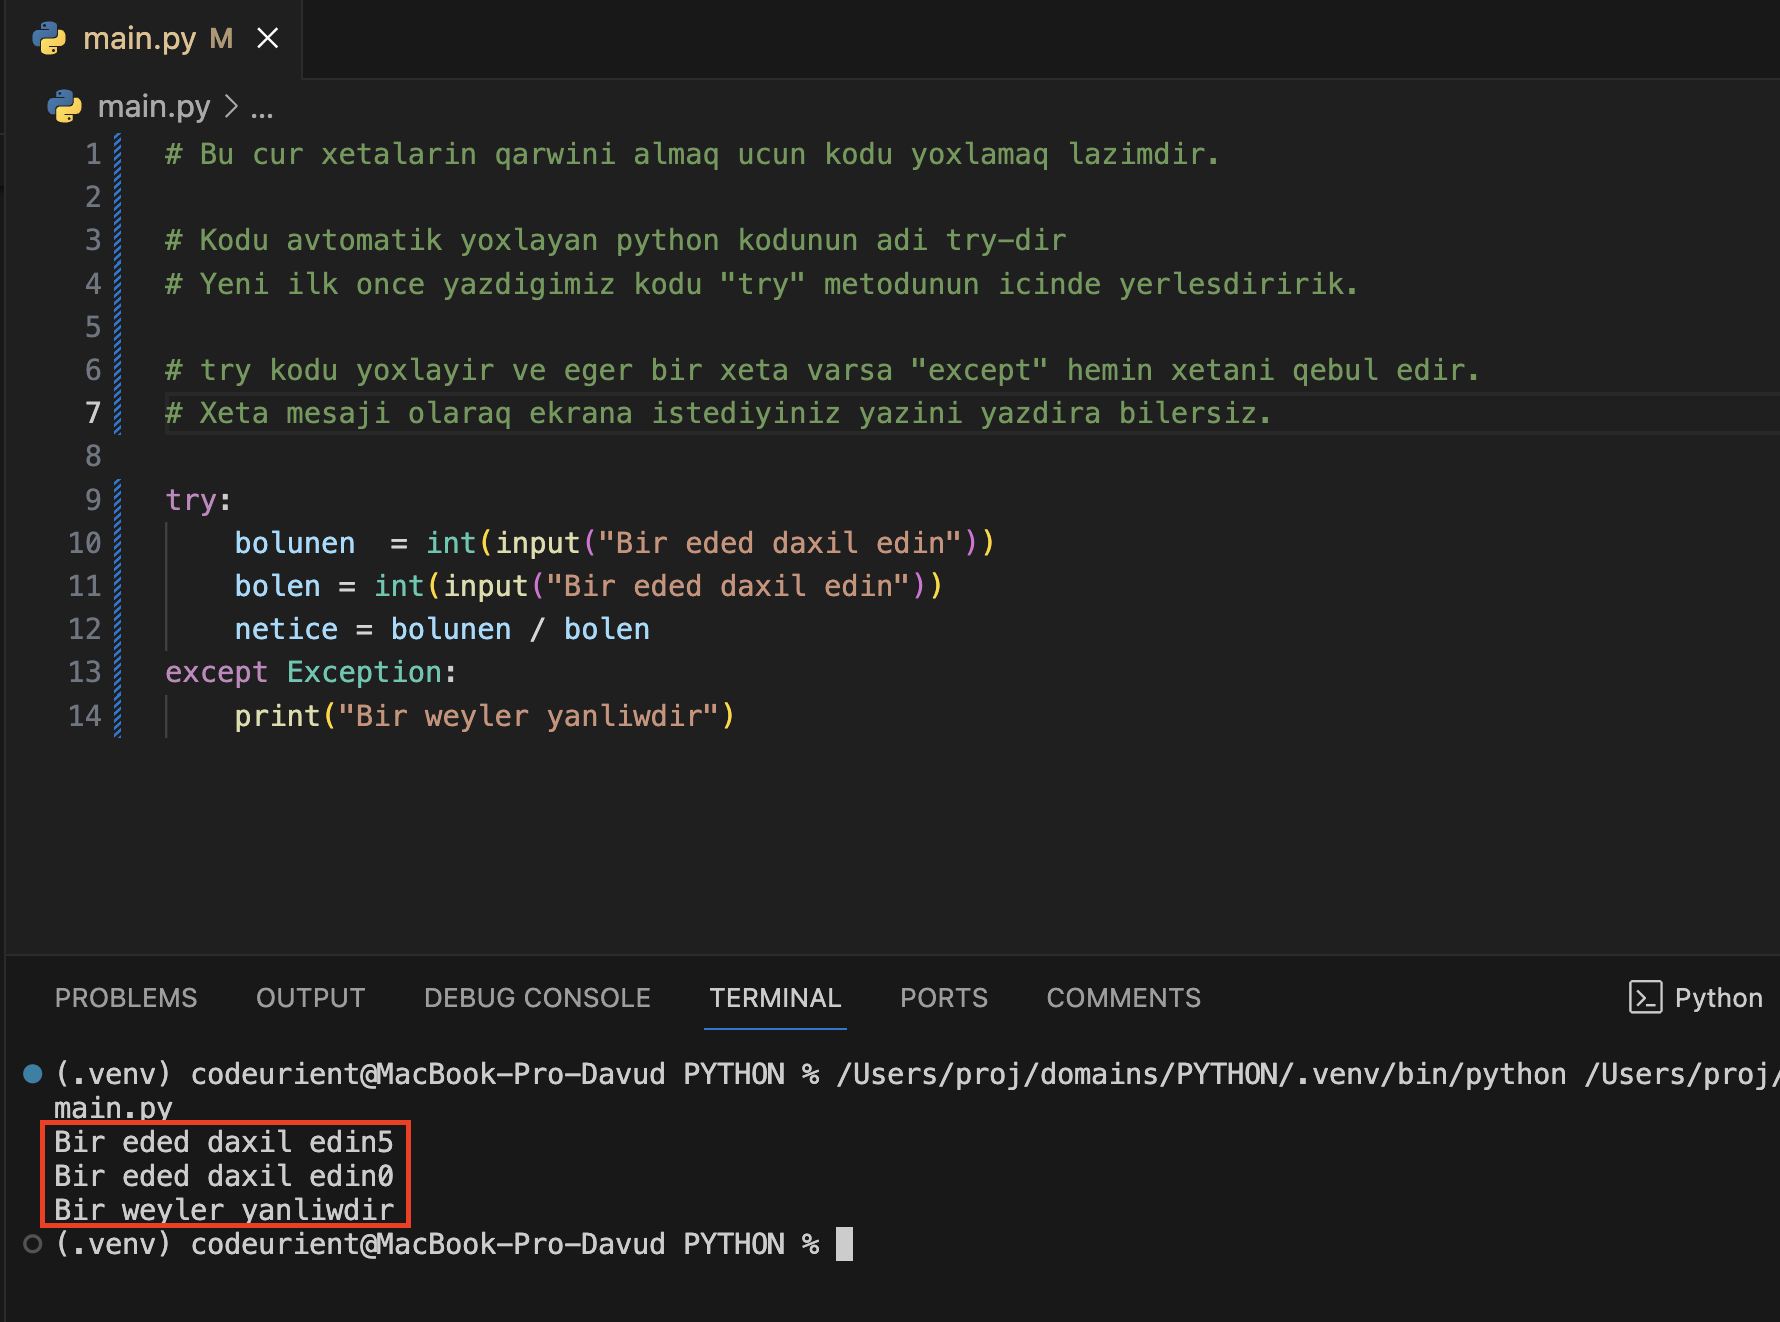 main.py M
main.py > ...
1 # Bu cur xetalarin qarwini almaq ucun kodu yoxlamaq lazimdir.
2
3 # Kodu avtomatik yoxlayan python kodunun adi try-dir
4 # Yeni ilk once yazdigimiz kodu "try" metodunun icinde yerlesdiririk.
5
6 # try kodu yoxlayir ve eger bir xeta varsa "except" hemin xetani qebul edir.
7 # Xeta mesaji olaraq ekrana istediyiniz yazini yazdira bilersiz.
8
9 try:
10     bolunen  = int(input("Bir eded daxil edin"))
11     bolen = int(input("Bir eded daxil edin"))
12     netice = bolunen / bolen
13 except Exception:
14     print("Bir weyler yanliwdir")
PROBLEMS OUTPUT DEBUG CONSOLE TERMINAL PORTS COMMENTS Python
(.venv) codeurient@MacBook-Pro-Davud PYTHON % /Users/proj/domains/PYTHON/.venv/bin/python /Users/proj/
main.py
Bir eded daxil edin5
Bir eded daxil edin0
Bir weyler yanliwdir
(.venv) codeurient@MacBook-Pro-Davud PYTHON %